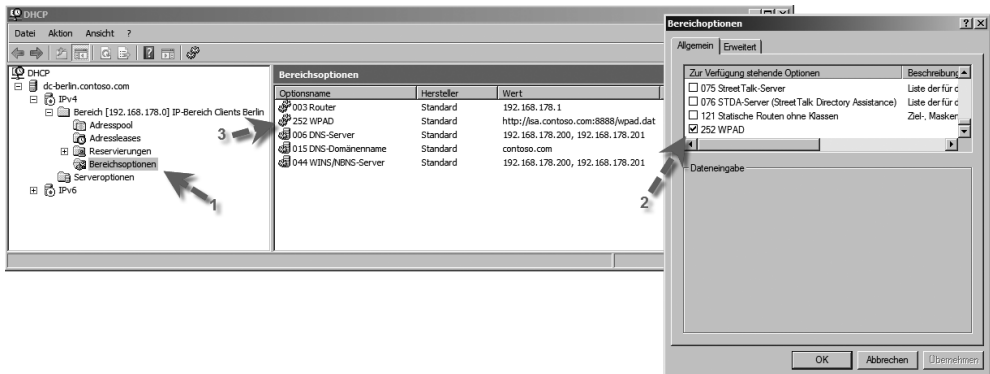 DHCP
Datei Aktion Ansicht ?
DHCP
dc-berlin.contoso.com
IPv4
Bereich [192.168.178.0] IP-Bereich Clients Berlin
Adresspool
Adressleases
Reservierungen
Bereichsoptionen
Serveroptionen
IPv6
1
3
Bereichsoptionen
Optionsname Hersteller Wert
003 Router Standard 192.168.178.1
252 WPAD Standard http://isa.contoso.com:8888/wpad.dat
006 DNS-Server Standard 192.168.178.200, 192.168.178.201
015 DNS-Domänenname Standard contoso.com
044 WINS/NBNS-Server Standard 192.168.178.200, 192.168.178.201
Bereichoptionen
Allgemein Erweitert
Zur Verfügung stehende Optionen Beschreibung
075 StreetTalk-Server Liste der für d
076 STDA-Server (StreetTalk Directory Assistance) Liste der für d
121 Statische Routen ohne Klassen Ziel-, Masken
252 WPAD
2
Dateneingabe
OK Abbrechen Übernehmen